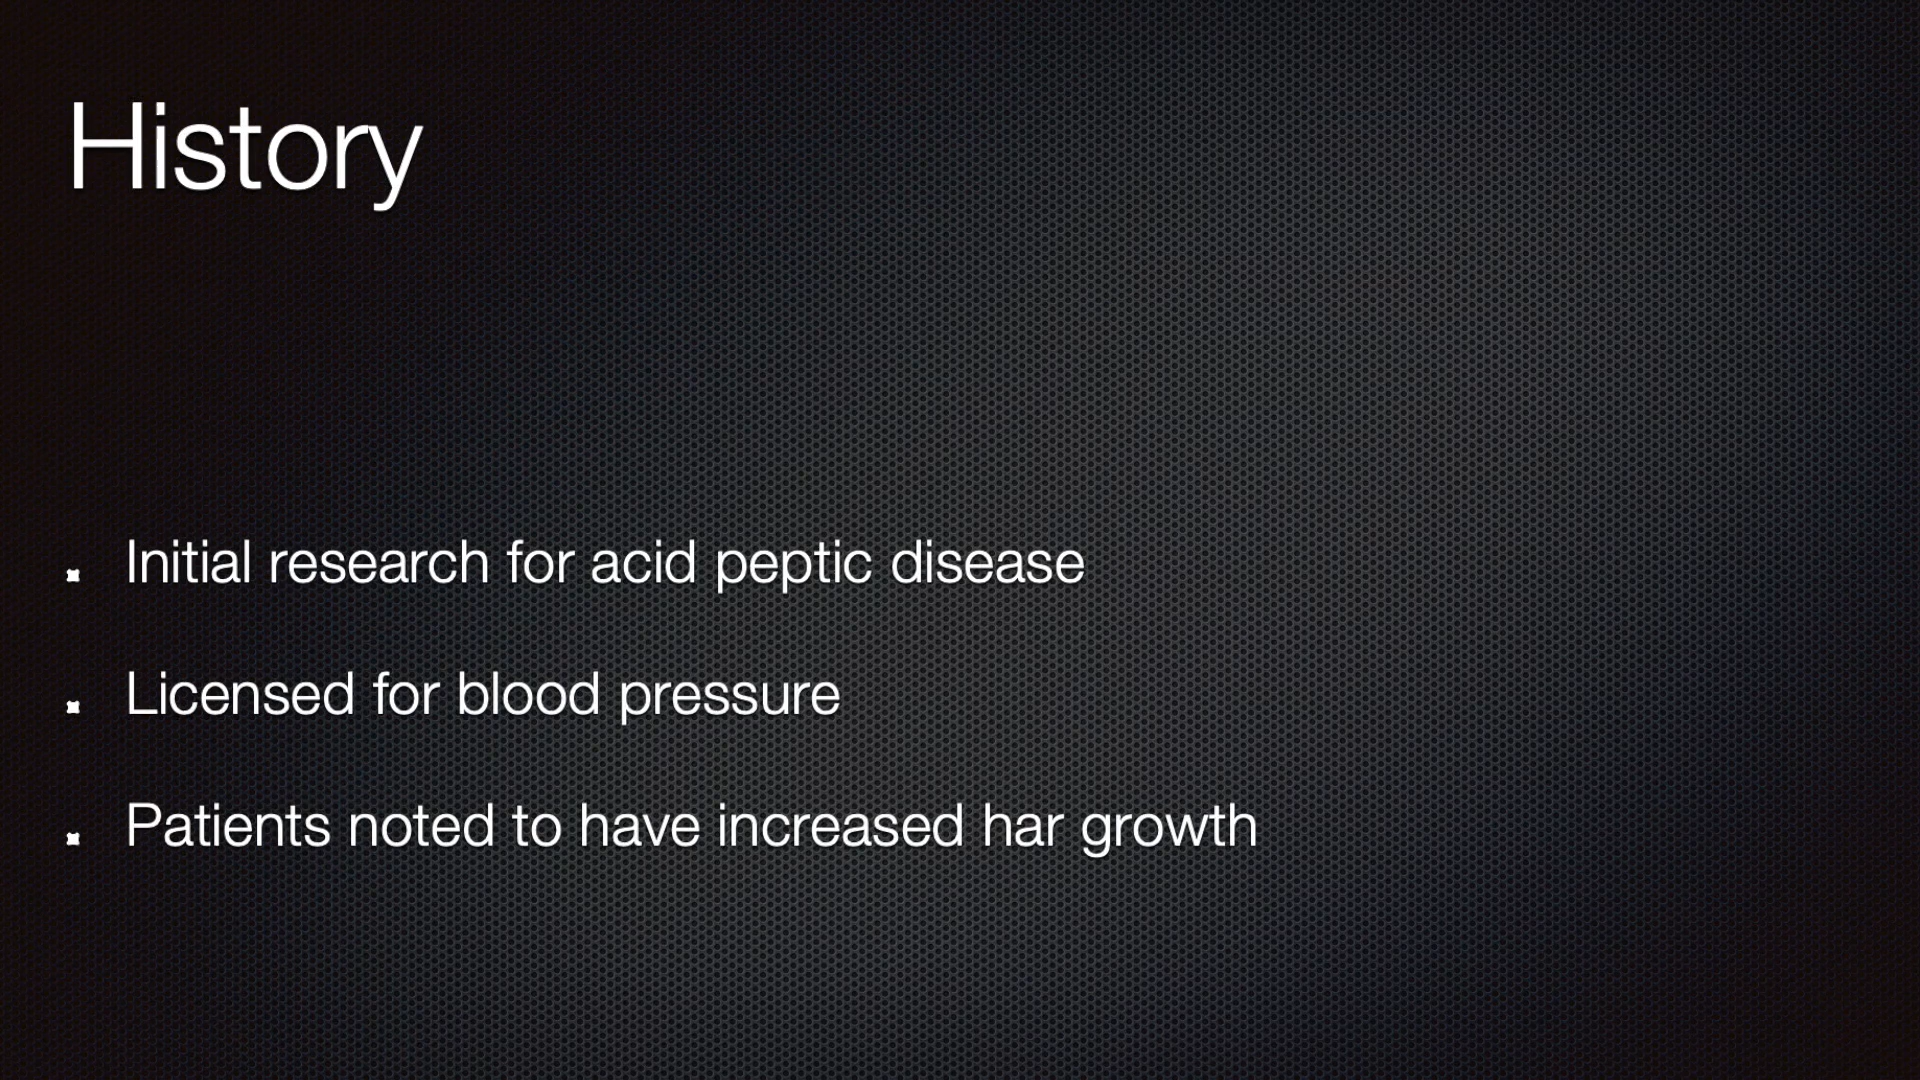 History
Initial research for acid peptic disease
Licensed for blood pressure
Patients noted to have increased har growth